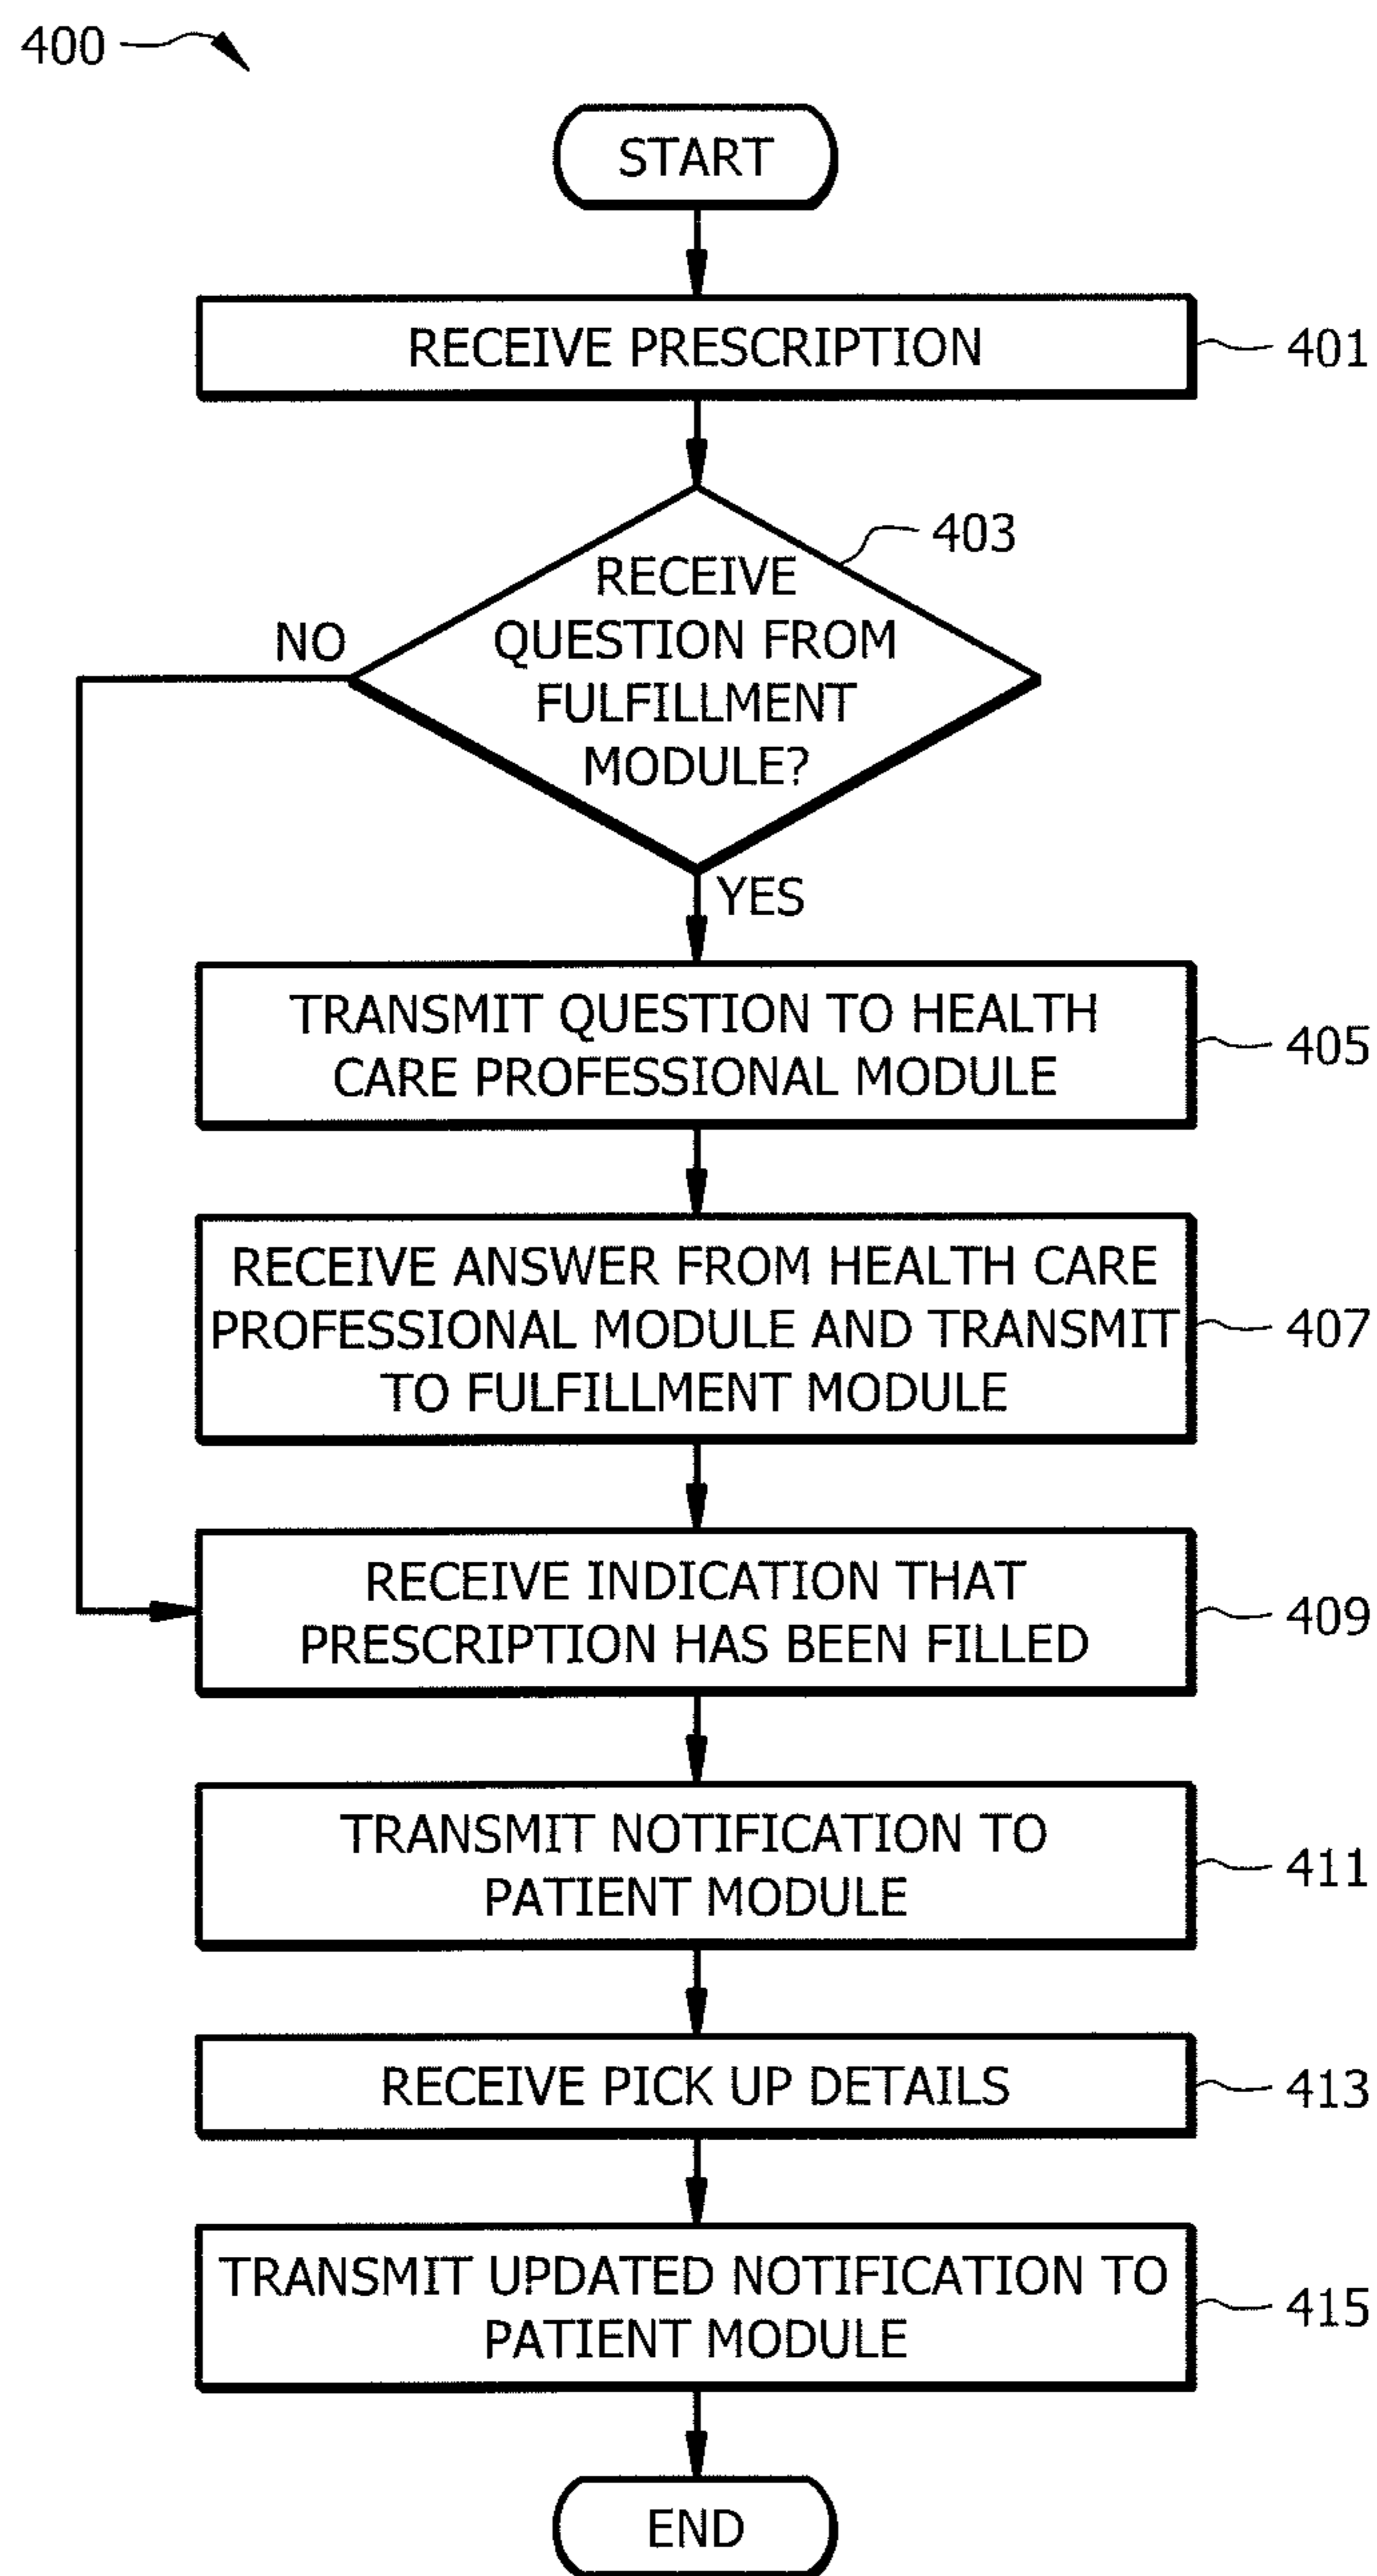 400
START
RECEIVE PRESCRIPTION
401
403
RECEIVE
QUESTION FROM
FULFILLMENT
MODULE?
NO
YES
TRANSMIT QUESTION TO HEALTH
CARE PROFESSIONAL MODULE
405
RECEIVE ANSWER FROM HEALTH CARE
PROFESSIONAL MODULE AND TRANSMIT
TO FULFILLMENT MODULE
407
RECEIVE INDICATION THAT
PRESCRIPTION HAS BEEN FILLED
409
TRANSMIT NOTIFICATION TO
PATIENT MODULE
411
RECEIVE PICK UP DETAILS
413
TRANSMIT UPDATED NOTIFICATION TO
PATIENT MODULE
415
END